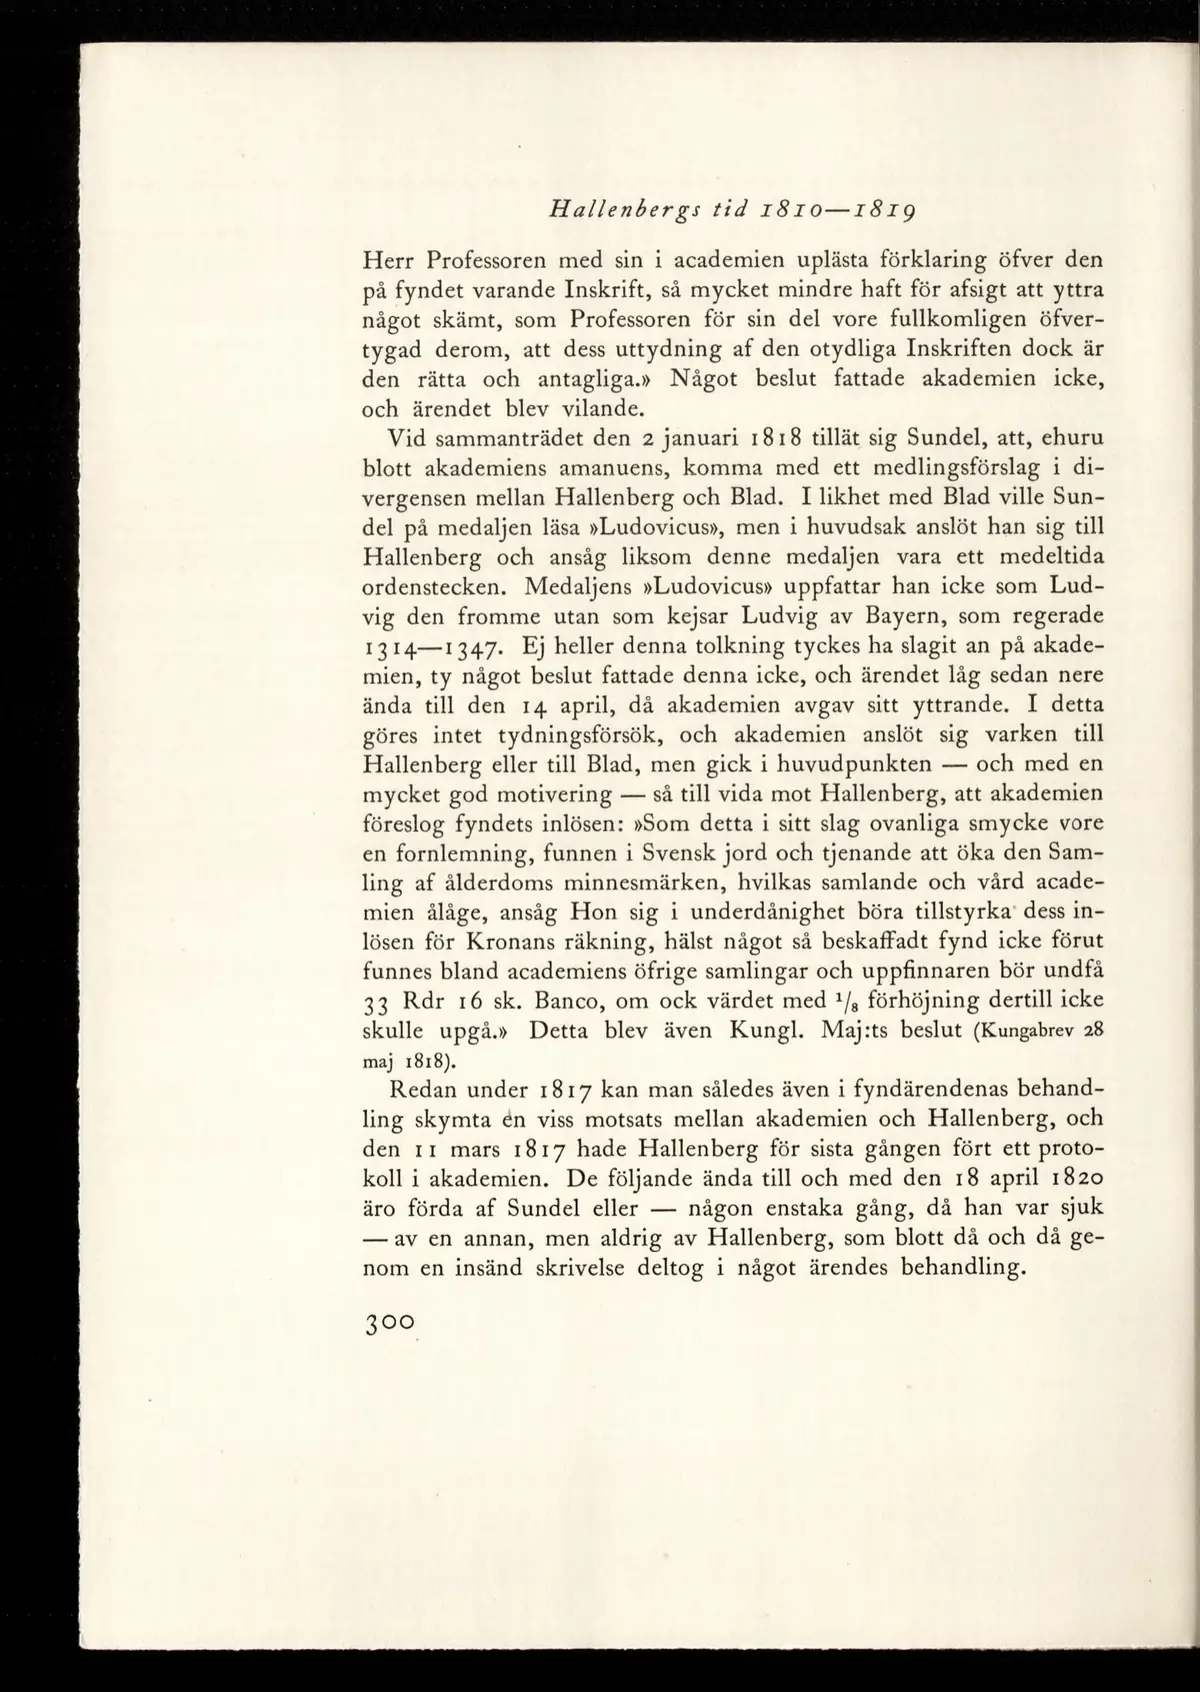 Hallenbergs tid 1810—1819
Herr Professoren med sin i academien uplästa förklaring öfver den
på fyndet varande Inskrift, så mycket mindre haft för afsigt att yttra
något skämt, som Professoren för sin del vore fullkomligen öfver-
tygad derom, att dess uttydning af den otydliga Inskriften dock är
den rätta och antagliga.» Något beslut fattade akademien icke,
och ärendet blev vilande.
Vid sammanträdet den 2 januari 1818 tillät sig Sundel, att, ehuru
blott akademiens amanuens, komma med ett medlingsförslag i di-
vergensen mellan Hallenberg och Blad. I likhet med Blad ville Sun-
del på medaljen läsa »Ludovicus», men i huvudsak anslöt han sig till
Hallenberg och ansåg liksom denne medaljen vara ett medeltida
ordenstecken. Medaljens »Ludovicus» uppfattar han icke som Lud-
vig den fromme utan som kejsar Ludvig av Bayern, som regerade
1314—1347. Ej heller denna tolkning tyckes ha slagit an på akade-
mien, ty något beslut fattade denna icke, och ärendet låg sedan nere
ända till den 14 april, då akademien avgav sitt yttrande. I detta
göres intet tydningsförsök, och akademien anslöt sig varken till
Hallenberg eller till Blad, men gick i huvudpunkten — och med en
mycket god motivering — så till vida mot Hallenberg, att akademien
föreslog fyndets inlösen: »Som detta i sitt slag ovanliga smycke vore
en fornlemning, funnen i Svensk jord och tjenande att öka den Sam-
ling af ålderdoms minnesmärken, hvilkas samlande och vård acade-
mien ålåge, ansåg Hon sig i underdånighet böra tillstyrka dess in-
lösen för Kronans räkning, hälst något så beskaffadt fynd icke förut
funnes bland academiens öfrige samlingar och uppfinnaren bör undfå
33 Rdr 16 sk. Banco, om ock värdet med 1/8 förhöjning dertill icke
skulle upgå.» Detta blev även Kungl. Maj:ts beslut (Kungabrev 28
maj 1818).
Redan under 1817 kan man således även i fyndärendenas behand-
ling skymta en viss motsats mellan akademien och Hallenberg, och
den 11 mars 1817 hade Hallenberg för sista gången fört ett proto-
koll i akademien. De följande ända till och med den 18 april 1820
äro förda af Sundel eller — någon enstaka gång, då han var sjuk
— av en annan, men aldrig av Hallenberg, som blott då och då ge-
nom en insänd skrivelse deltog i något ärendes behandling.
300